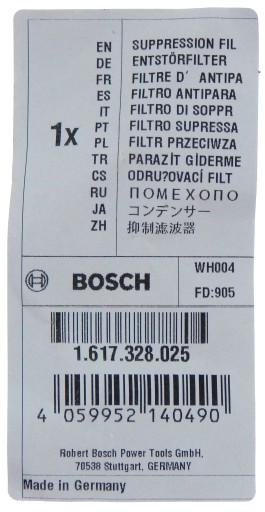 1x
EN SUPPRESSION FIL
DE ENTSTÖRFILTER
FR FILTRE D' ANTIPA
ES FILTRO ANTIPARA
IT FILTRO DI SOPPR
PT FILTRO SUPRESSA
PL FILTR PRZECIWZA
TR PARAZİT GİDERME
CS ODRU?OVACÍ FILT
RU ПОМЕХОПО
JA コンデンサー
ZH 抑制滤波器
BOSCH
WH004
FD:905
1.617.328.025
4 059952 140490
Robert Bosch Power Tools GmbH,
70538 Stuttgart, GERMANY
Made in Germany